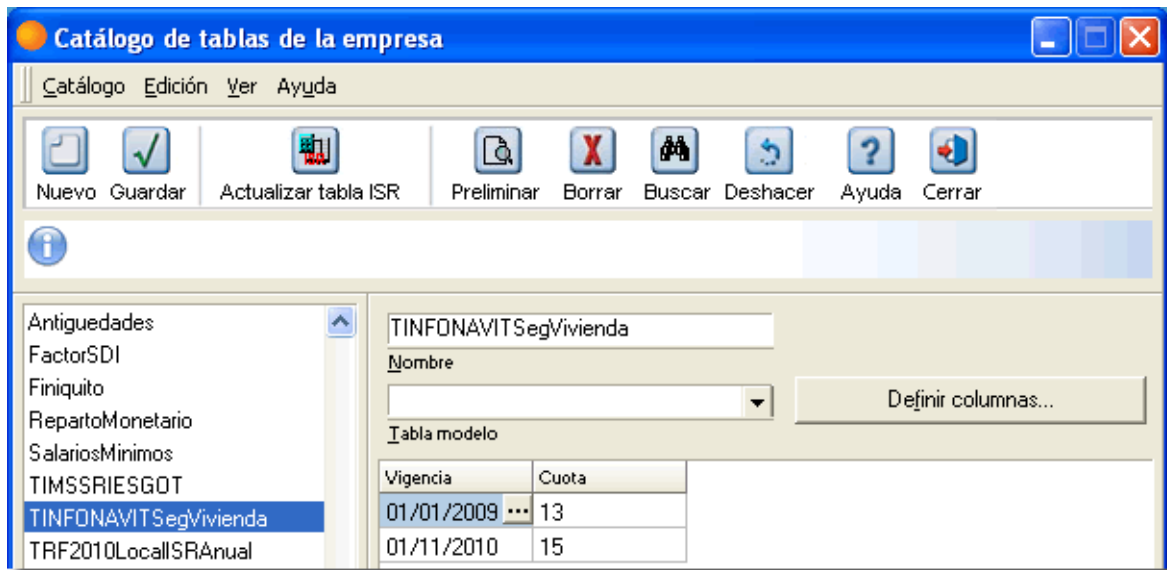 Catálogo de tablas de la empresa
Catálogo Edición Ver Ayuda
Nuevo Guardar Actualizar tabla ISR Preliminar Borrar Buscar Deshacer Ayuda Cerrar
Antiguedades
FactorSDI
Finiquito
RepartoMonetario
SalariosMinimos
TIMSSRIESGOT
TINFONAVITSegVivienda
TRF2010LocalISRAnual
TINFONAVITSegVivienda
Nombre
Definir columnas...
Tabla modelo
Vigencia Cuota
01/01/2009 ... 13
01/11/2010 15